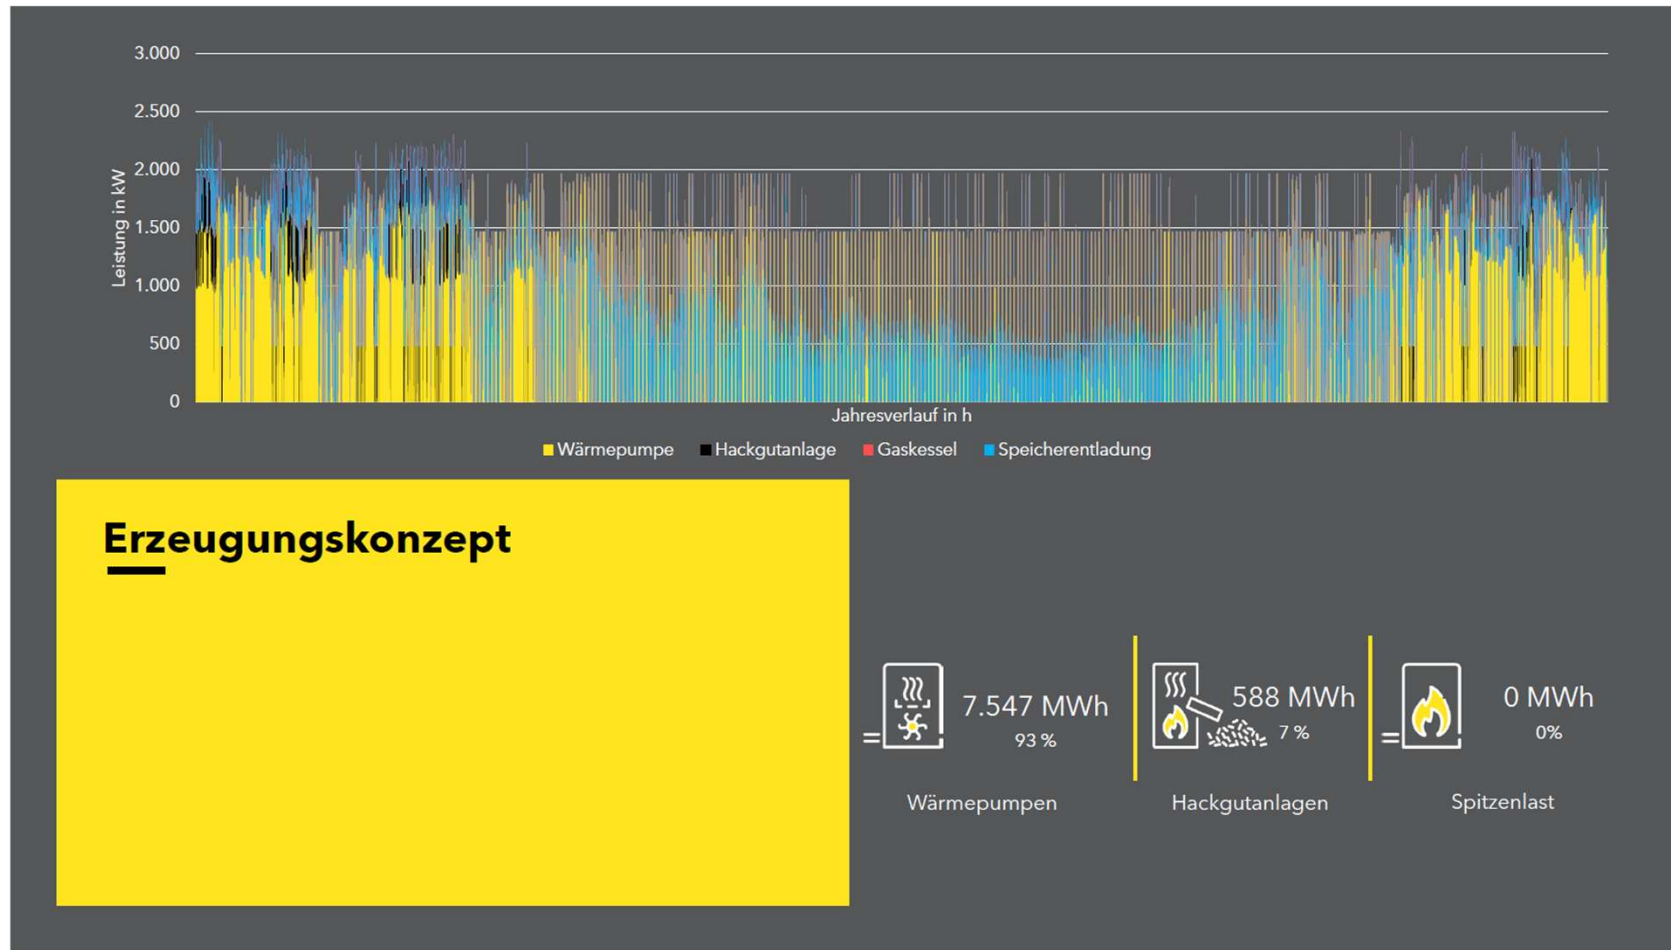 3.000
2.500
2.000
1.500
1.000
500
0
Leistung in kW
Jahresverlauf in h
Wärmepumpe Hackgutanlage Gaskessel Speicherentladung
Erzeugungskonzept
7.547 MWh
93 %
Wärmepumpen
588 MWh
7 %
Hackgutanlagen
0 MWh
0%
Spitzenlast